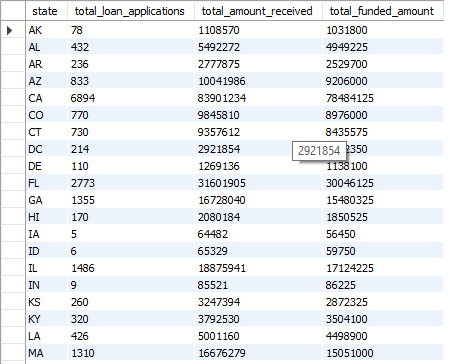 state total_loan_applications total_amount_received total_funded_amount
AK 78 1108570 1031800
AL 432 5492272 4949225
AR 236 2777875 2529700
AZ 833 10041986 9206000
CA 6894 83901234 78484125
CO 770 9845810 8976000
CT 730 9357612 8435575
DC 214 2921854 2921854
DE 110 1269136 1138100
FL 2773 31601905 30046125
GA 1355 16728040 15480325
HI 170 2080184 1850525
IA 5 64482 56450
ID 6 65329 59750
IL 1486 18875941 17124225
IN 9 85521 86225
KS 260 3247394 2872325
KY 320 3792530 3504100
LA 426 5001160 4498900
MA 1310 16676279 15051000